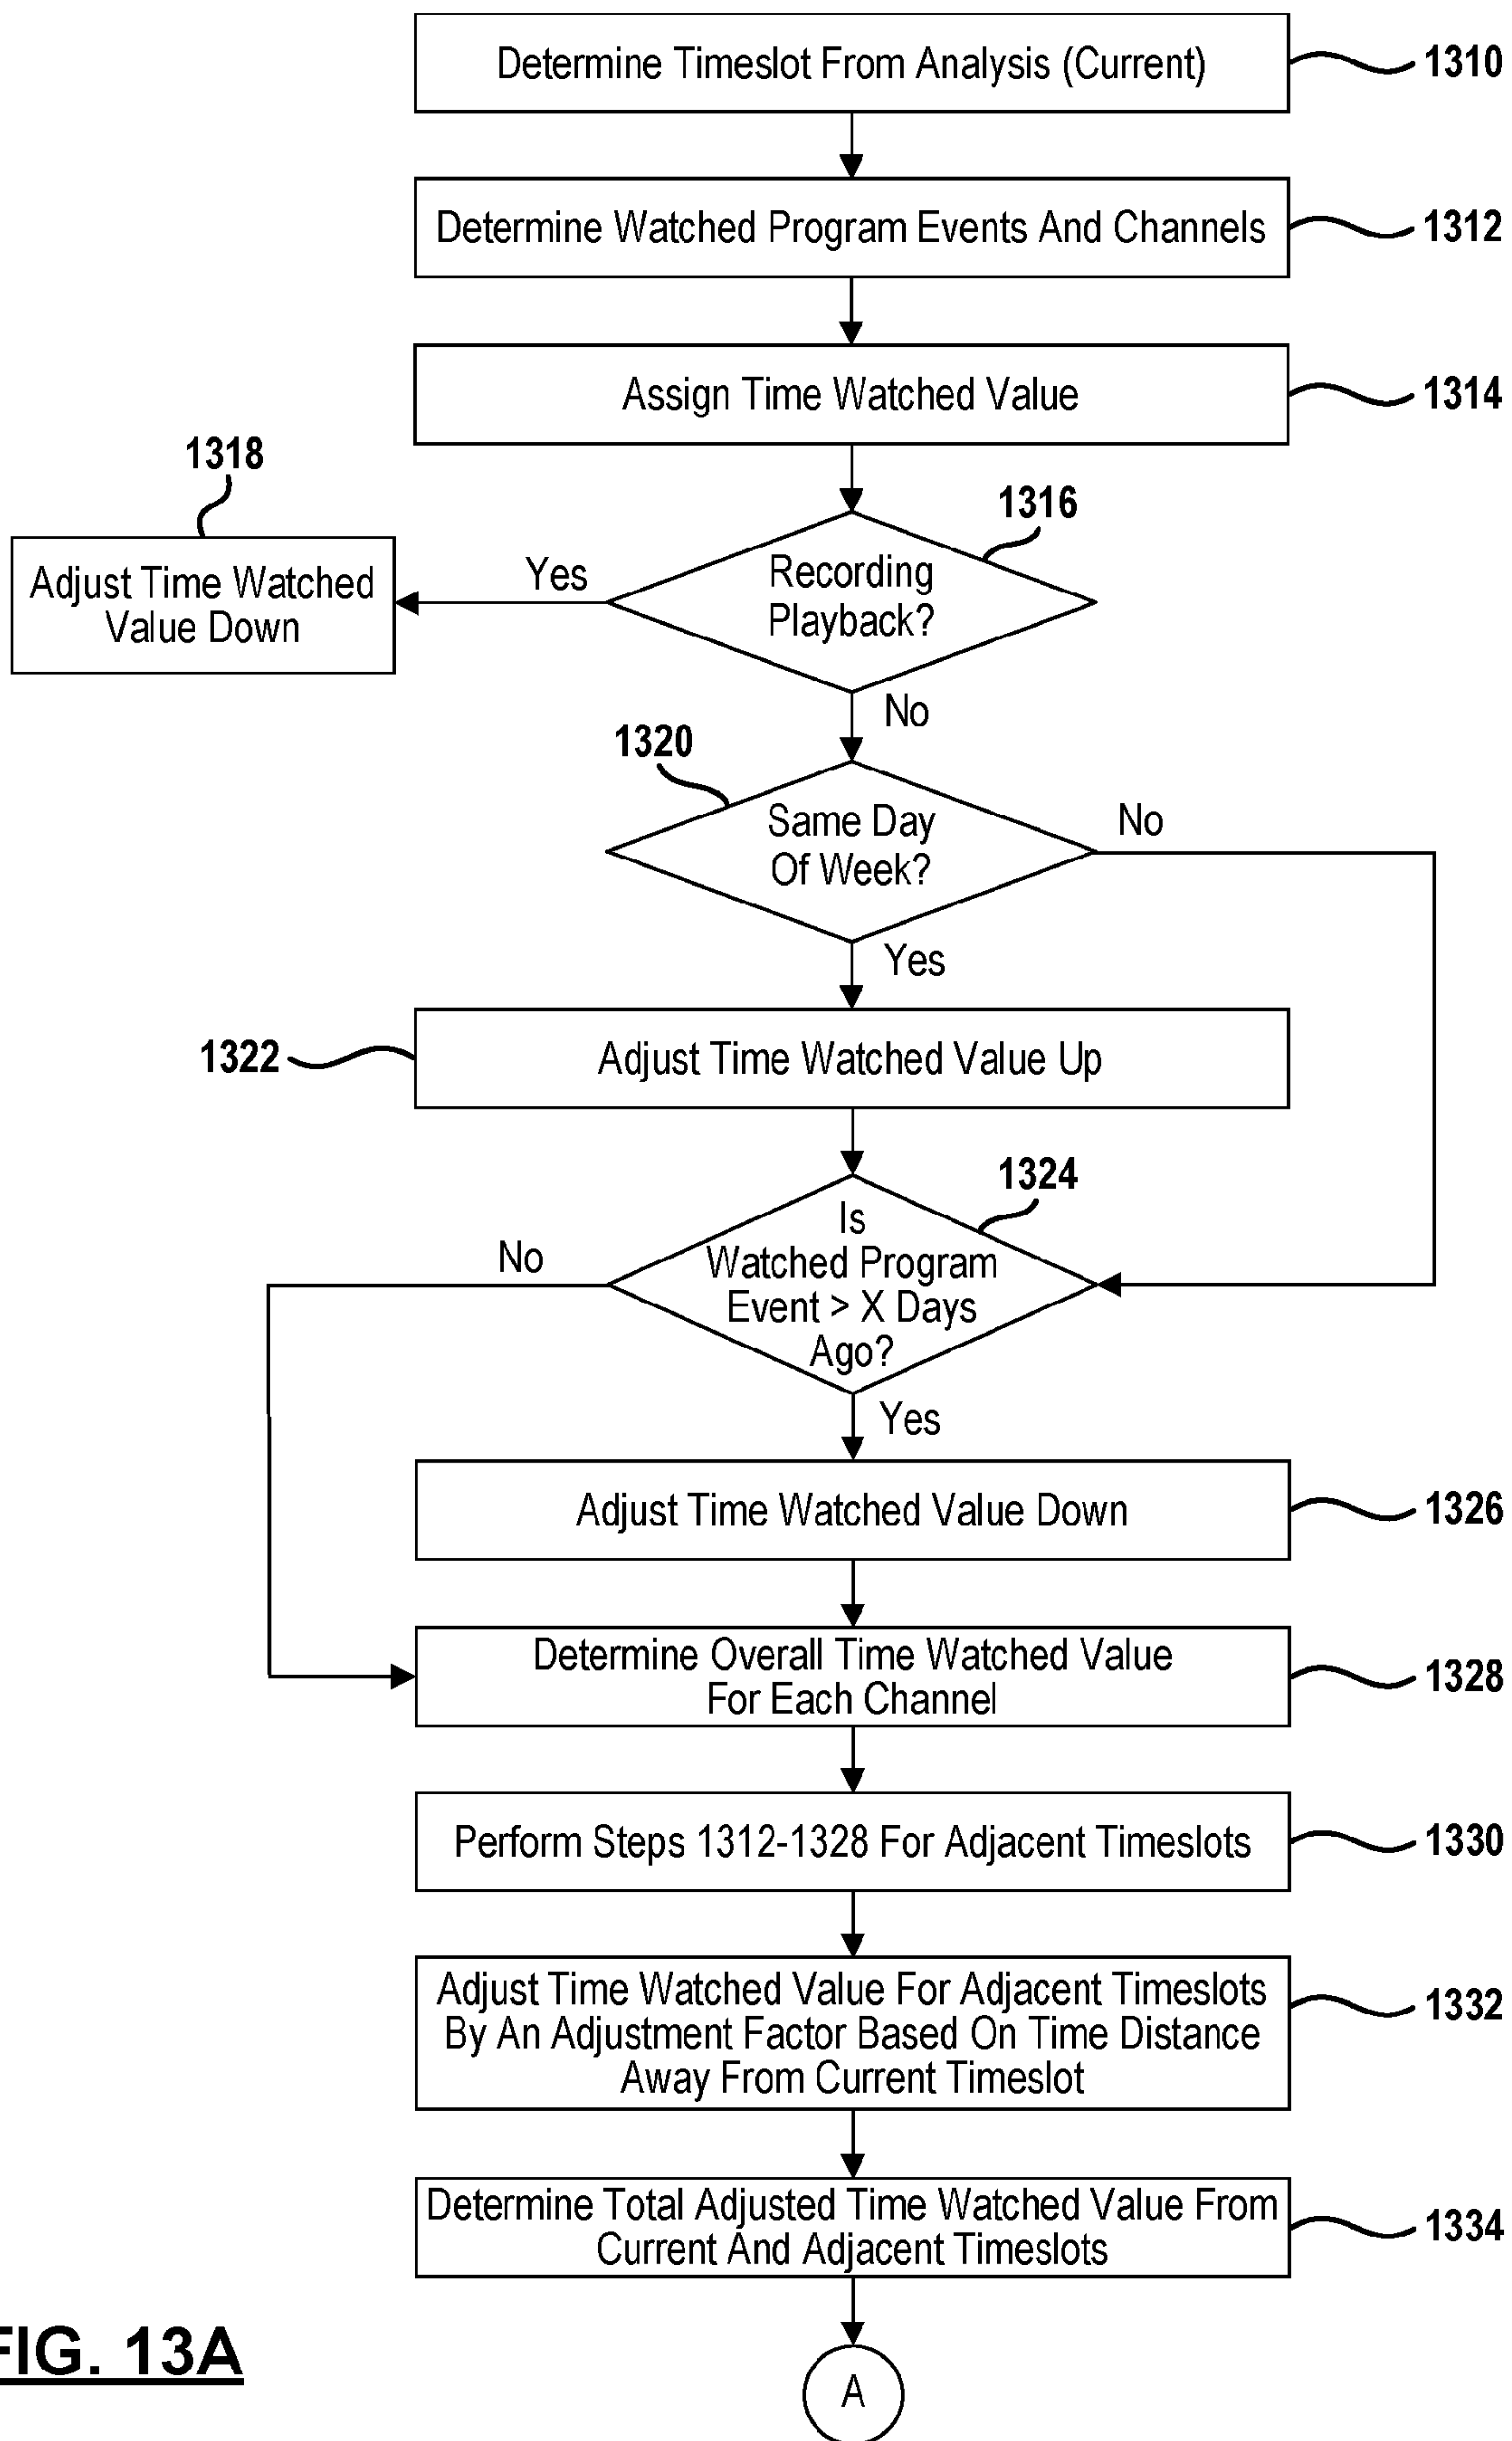 Determine Timeslot From Analysis (Current)
1310
Determine Watched Program Events And Channels
1312
Assign Time Watched Value
1314
1318
Adjust Time Watched
Value Down
Yes
1316
Recording
Playback?
No
1320
Same Day
Of Week?
No
Yes
1322
Adjust Time Watched Value Up
1324
Is
Watched Program
Event > X Days
Ago?
No
Yes
Adjust Time Watched Value Down
1326
Determine Overall Time Watched Value
For Each Channel
1328
Perform Steps 1312-1328 For Adjacent Timeslots
1330
Adjust Time Watched Value For Adjacent Timeslots
By An Adjustment Factor Based On Time Distance
Away From Current Timeslot
1332
Determine Total Adjusted Time Watched Value From
Current And Adjacent Timeslots
1334
FIG. 13A
A